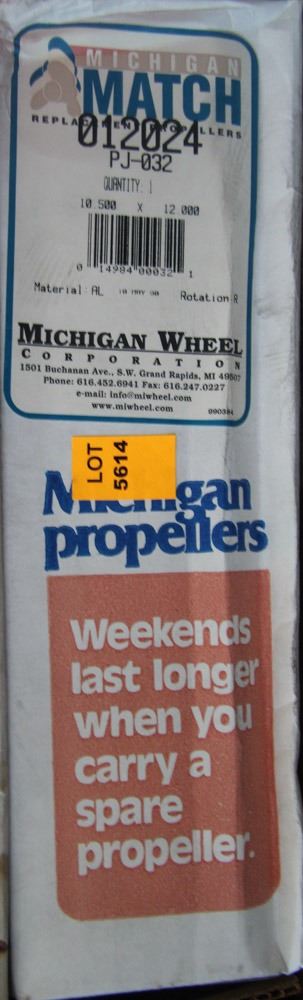 MICHIGAN
MATCH
REPLACEMENT PROPELLERS
012024
PJ-032
QUANTITY: 1
10.500 X 12.000
0 14984 00032 1
Material: AL
Rotation R
MICHIGAN WHEEL
CORPORATION
1501 Buchanan Ave., S.W. Grand Rapids, MI 49507
Phone: 616.452.6941 Fax: 616.247.0227
e-mail: info@miwheel.com
www.miwheel.com
990384
LOT
5614
Michigan
propellers
Weekends
last longer
when you
carry a
spare
propeller.